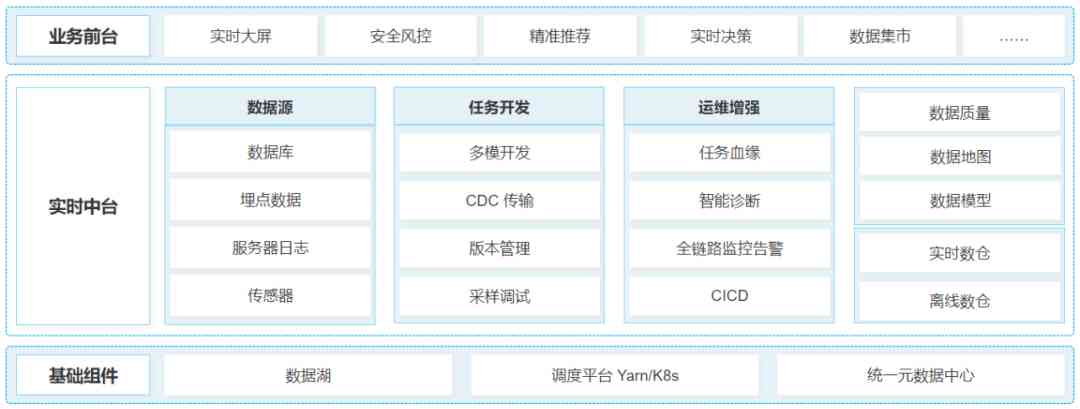 业务前台
实时大屏
安全风控
精准推荐
实时决策
数据集市
……
实时中台
数据源
数据库
埋点数据
服务器日志
传感器
任务开发
多模开发
CDC 传输
版本管理
采样调试
运维增强
任务血缘
智能诊断
全链路监控告警
CICD
数据质量
数据地图
数据模型
实时数仓
离线数仓
基础组件
数据湖
调度平台 Yarn/K8s
统一元数据中心